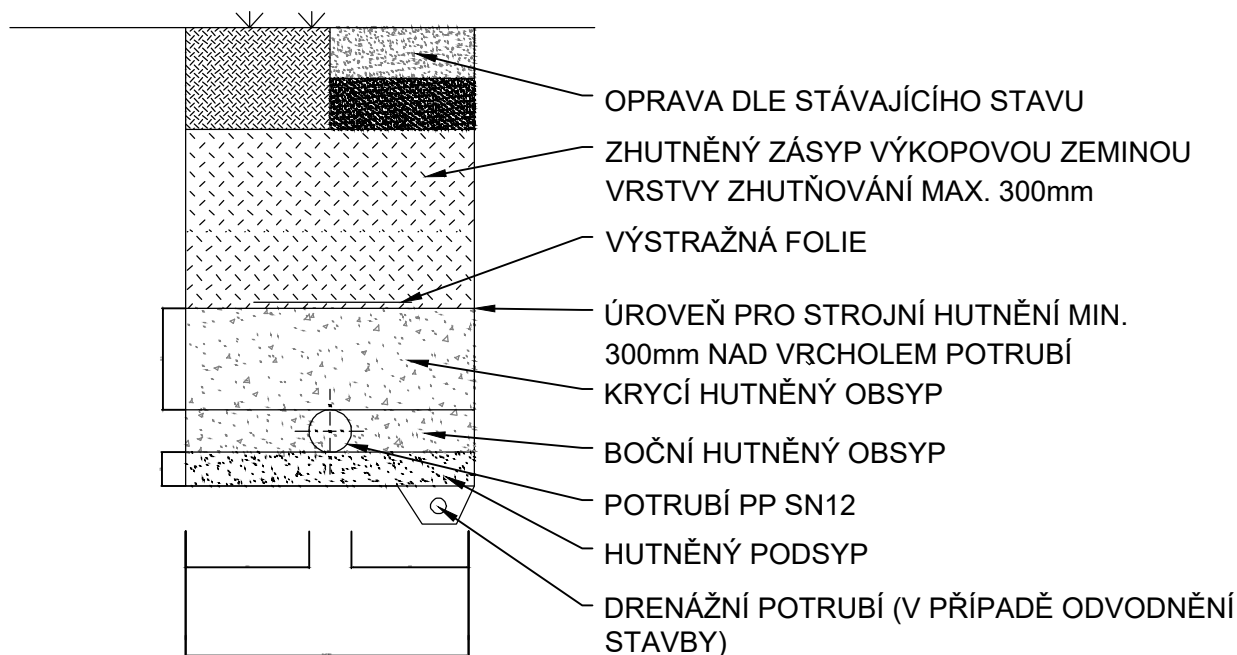 OPRAVA DLE STÁVAJÍCÍHO STAVU
ZHUTNĚNÝ ZÁSYP VÝKOPOVOU ZEMINOU
VRSTVY ZHUTŇOVÁNÍ MAX. 300mm
VÝSTRAŽNÁ FOLIE
ÚROVEŇ PRO STROJNÍ HUTNĚNÍ MIN.
300mm NAD VRCHOLEM POTRUBÍ
KRYCÍ HUTNĚNÝ OBSYP
BOČNÍ HUTNĚNÝ OBSYP
POTRUBÍ PP SN12
HUTNĚNÝ PODSYP
DRENÁŽNÍ POTRUBÍ (V PŘÍPADĚ ODVODNĚNÍ
STAVBY)